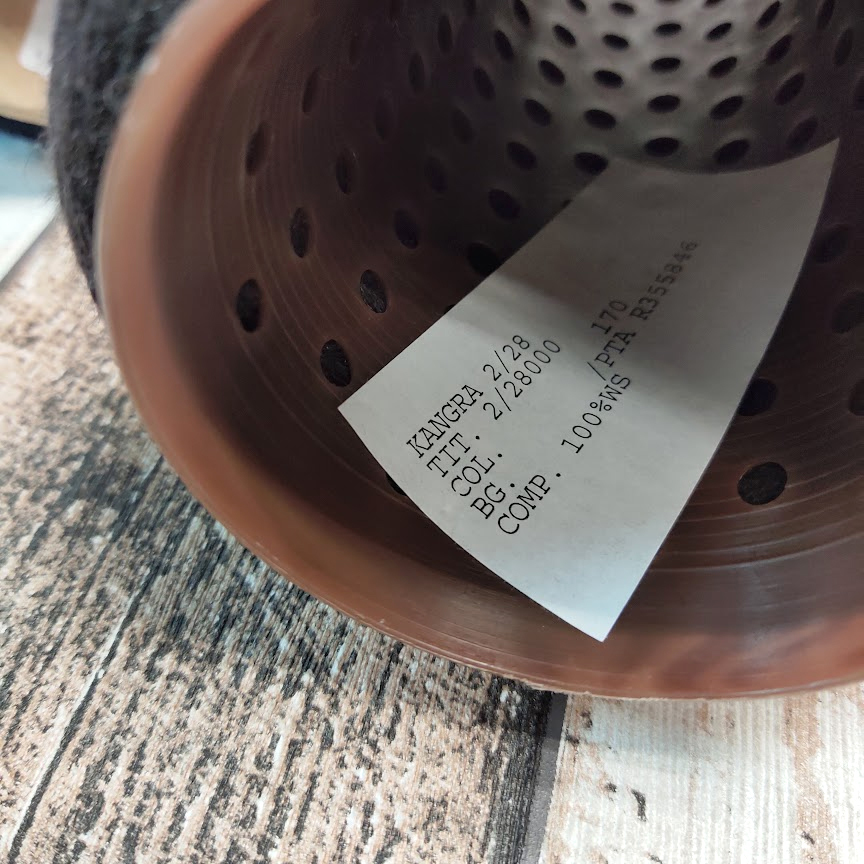 KANGRA 2/28
TIT. 2/28000
COL. 170
BG. /PTA R355846
COMP. 100%WS